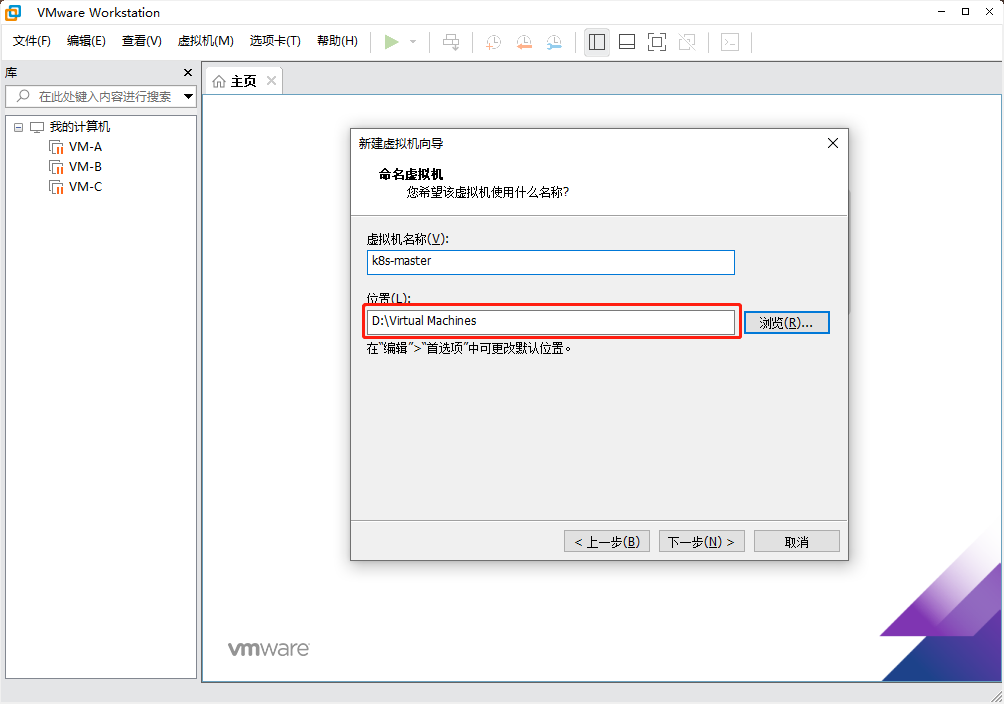 VMware Workstation
文件(F) 编辑(E) 查看(V) 虚拟机(M) 选项卡(T) 帮助(H)
库
在此处键入内容进行搜索
我的计算机
VM-A
VM-B
VM-C
主页
新建虚拟机向导
命名虚拟机
您希望该虚拟机使用什么名称?
虚拟机名称(V):
k8s-master
位置(L):
D:\Virtual Machines
浏览(R)...
在“编辑”>“首选项”中可更改默认位置。
< 上一步(B) 下一步(N) > 取消
vmware